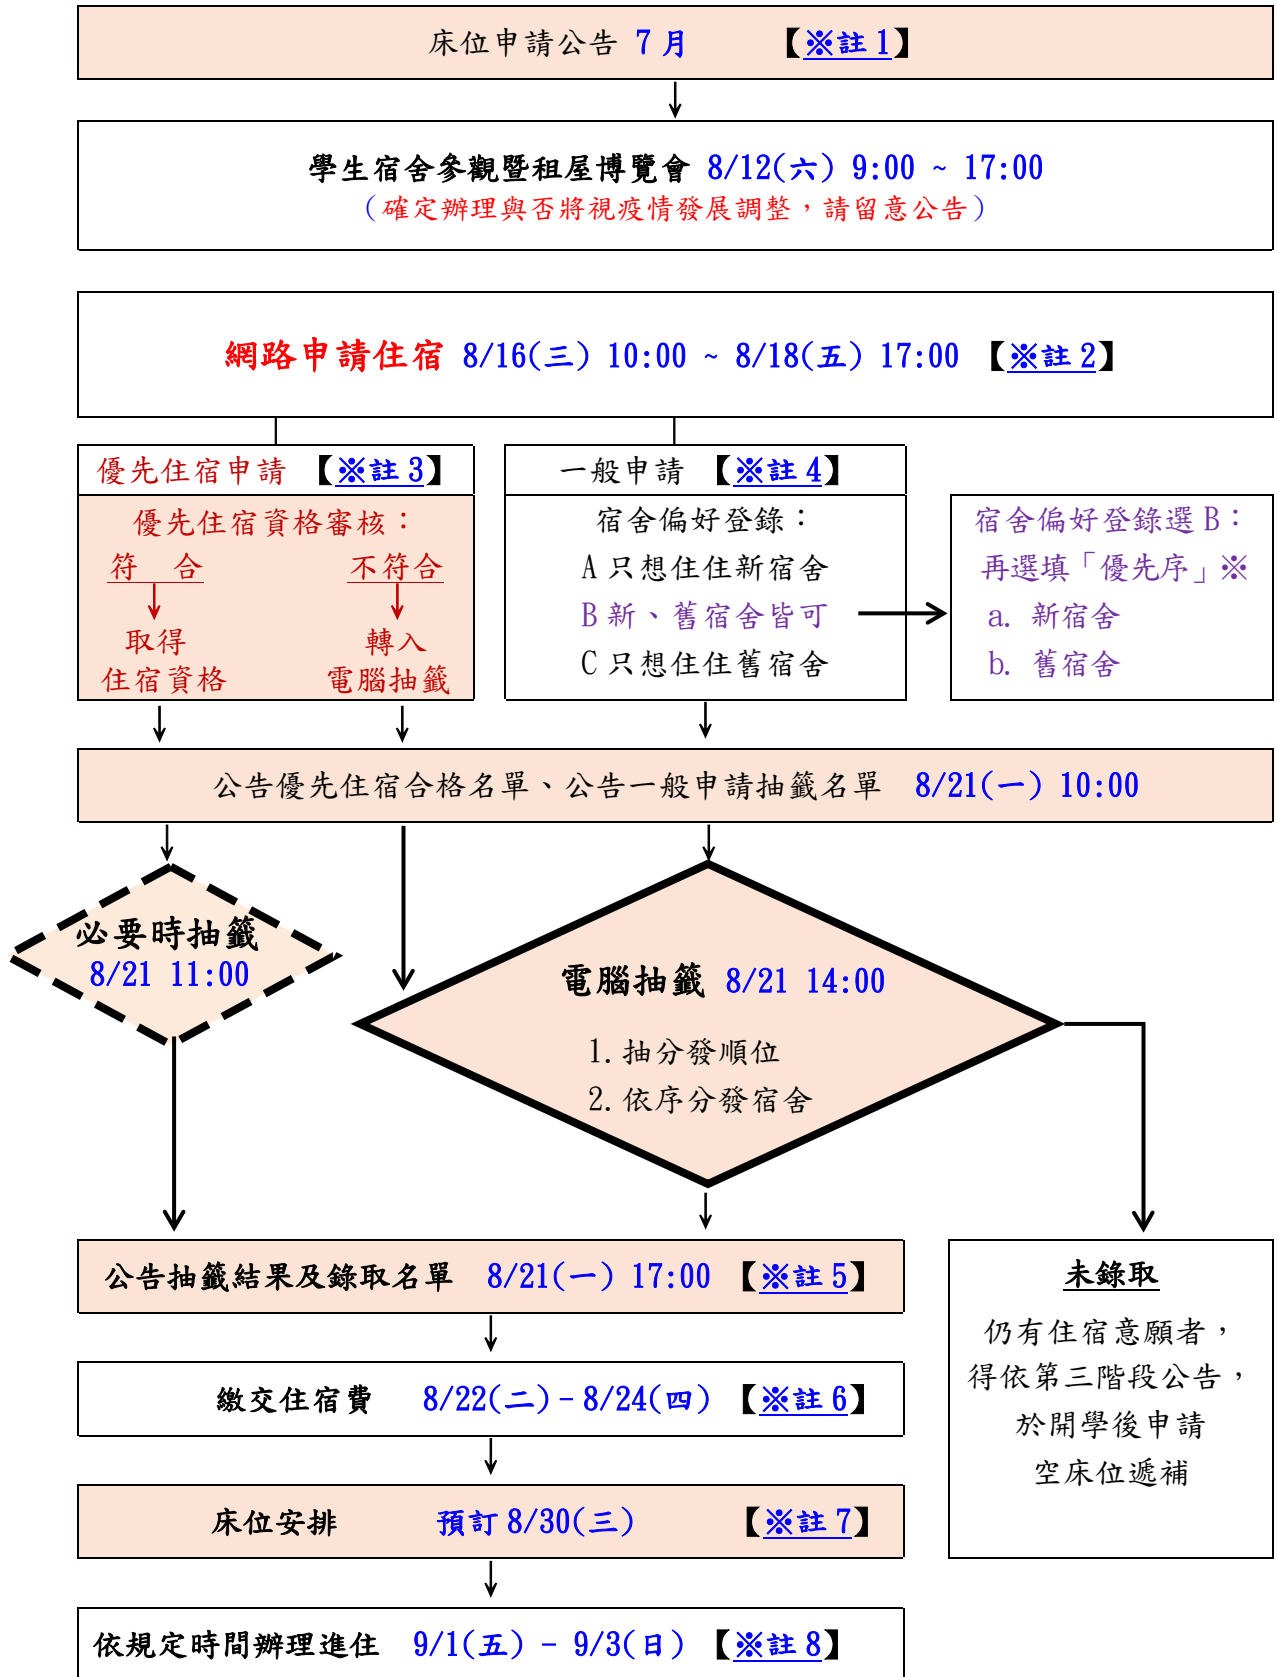 床位申請公告 7月 【※註1】
學生宿舍參觀暨租屋博覽會 8/12(六) 9:00 ~ 17:00
(確定辦理與否將視疫情發展調整，請留意公告)
網路申請住宿 8/16(三) 10:00 ~ 8/18(五) 17:00 【※註2】
優先住宿申請 【※註3】
優先住宿資格審核：
符 合
不符合
取得
住宿資格
轉入
電腦抽籤
一般申請 【※註4】
宿舍偏好登錄：
A 只想住住新宿舍
B 新、舊宿舍皆可
C 只想住住舊宿舍
宿舍偏好登錄選 B：
再選填「優先序」※
a. 新宿舍
b. 舊宿舍
公告優先住宿合格名單、公告一般申請抽籤名單 8/21(一) 10:00
必要時抽籤
8/21 11:00
電腦抽籤 8/21 14:00
1.抽分發順位
2.依序分發宿舍
公告抽籤結果及錄取名單 8/21(一) 17:00 【※註5】
繳交住宿費 8/22(二)-8/24(四) 【※註6】
床位安排 預訂8/30(三) 【※註7】
依規定時間辦理進住 9/1(五) - 9/3(日) 【※註8】
未錄取
仍有住宿意願者，
得依第三階段公告，
於開學後申請
空床位遞補